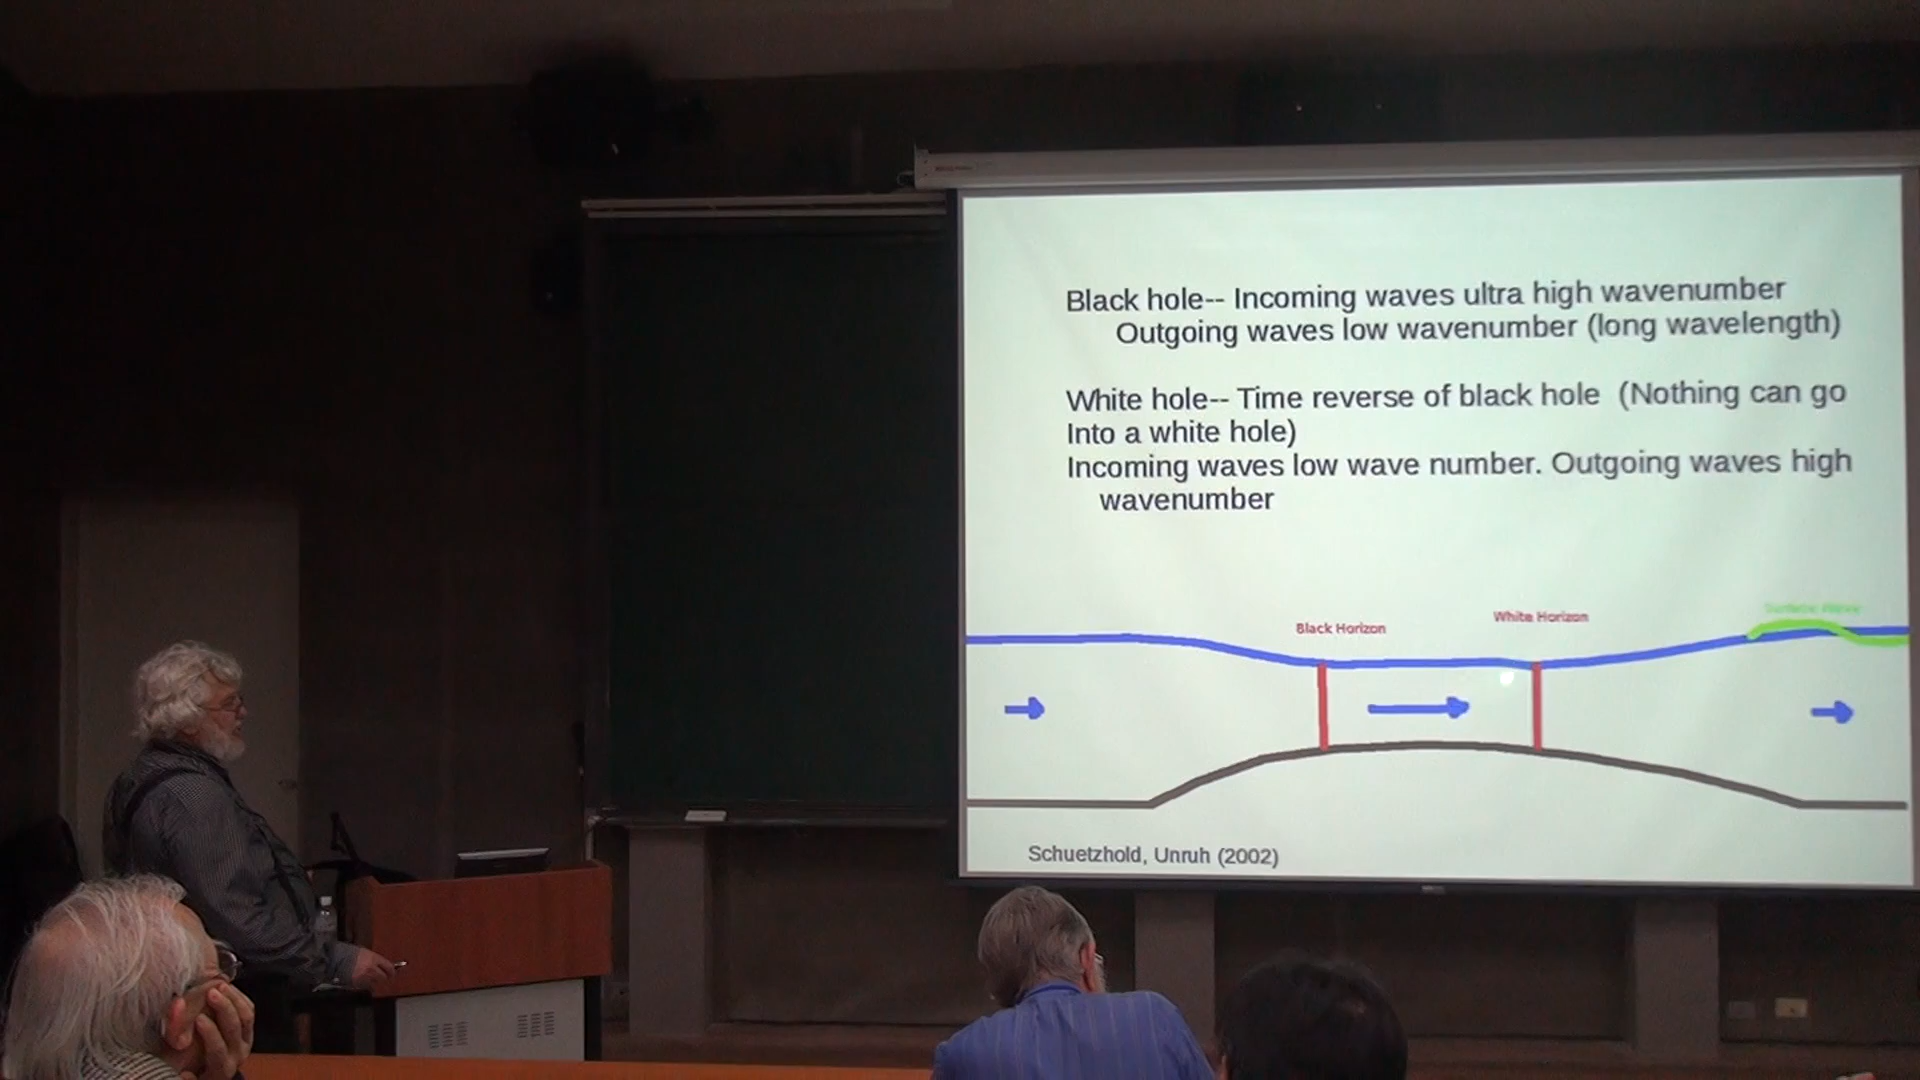 Black hole-- Incoming waves ultra high wavenumber
Outgoing waves low wavenumber (long wavelength)
White hole-- Time reverse of black hole (Nothing can go
Into a white hole)
Incoming waves low wave number. Outgoing waves high
wavenumber
Black Horizon
White Horizon
Schuetzhold, Unruh (2002)